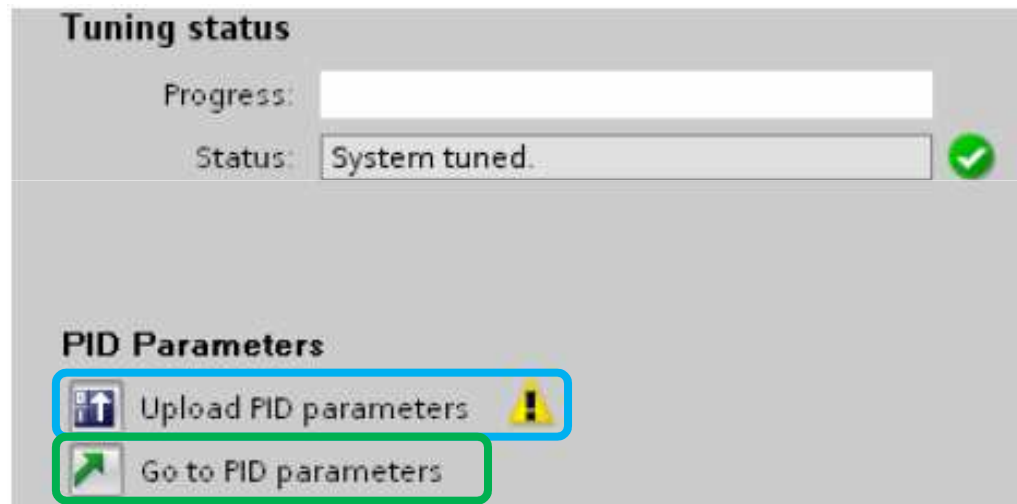 Tuning status
Progress:
Status: System tuned.
PID Parameters
Upload PID parameters
Go to PID parameters